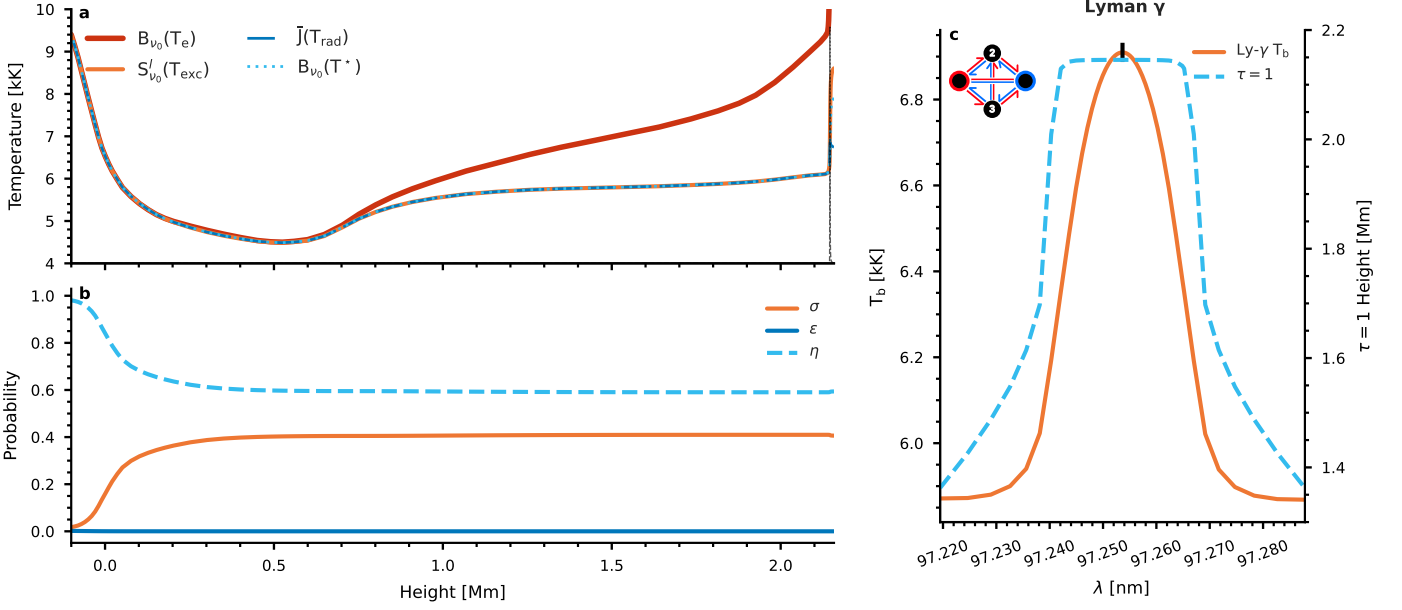 Lyman γ
a
B_ν₀(T_e)
S^l_ν₀(T_exc)
J̄(T_rad)
B_ν₀(T*)
Temperature [kK]
10
9
8
7
6
5
4
b
σ
ε
η
Probability
1.0
0.8
0.6
0.4
0.2
0.0
0.0 0.5 1.0 1.5 2.0
Height [Mm]
c
2
3
Ly-γ T_b
τ = 1
T_b [kK]
6.8
6.6
6.4
6.2
6.0
2.2
2.0
1.8
1.6
1.4
τ = 1 Height [Mm]
97.220 97.230 97.240 97.250 97.260 97.270 97.280
λ [nm]